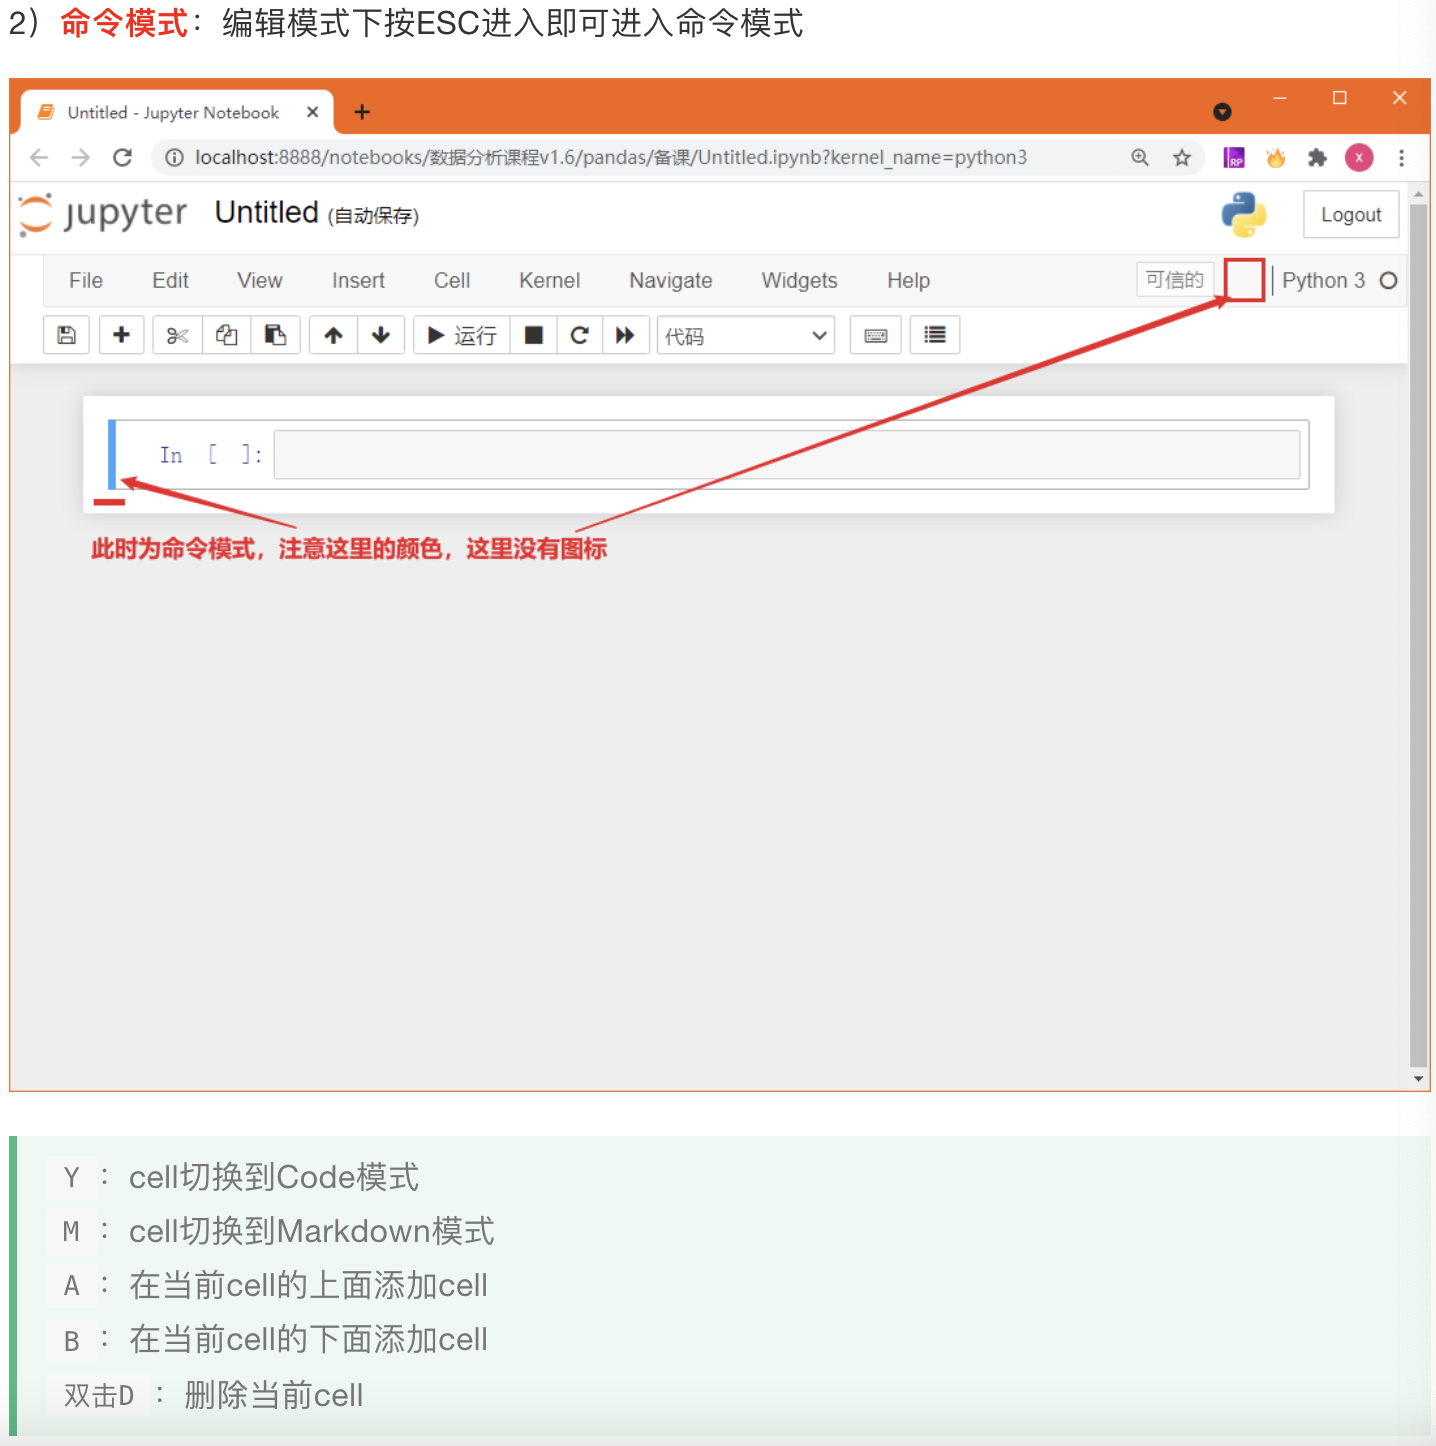 2）命令模式：编辑模式下按ESC进入即可进入命令模式
Untitled - Jupyter Notebook
localhost:8888/notebooks/数据分析课程v1.6/pandas/备课/Untitled.ipynb?kernel_name=python3
RP
X
jupyter Untitled (自动保存)
Logout
File Edit View Insert Cell Kernel Navigate Widgets Help 可信的 Python 3
运行 代码
In [ ]:
此时为命令模式，注意这里的颜色，这里没有图标
Y ：cell切换到Code模式
M ：cell切换到Markdown模式
A ：在当前cell的上面添加cell
B ：在当前cell的下面添加cell
双击D ：删除当前cell